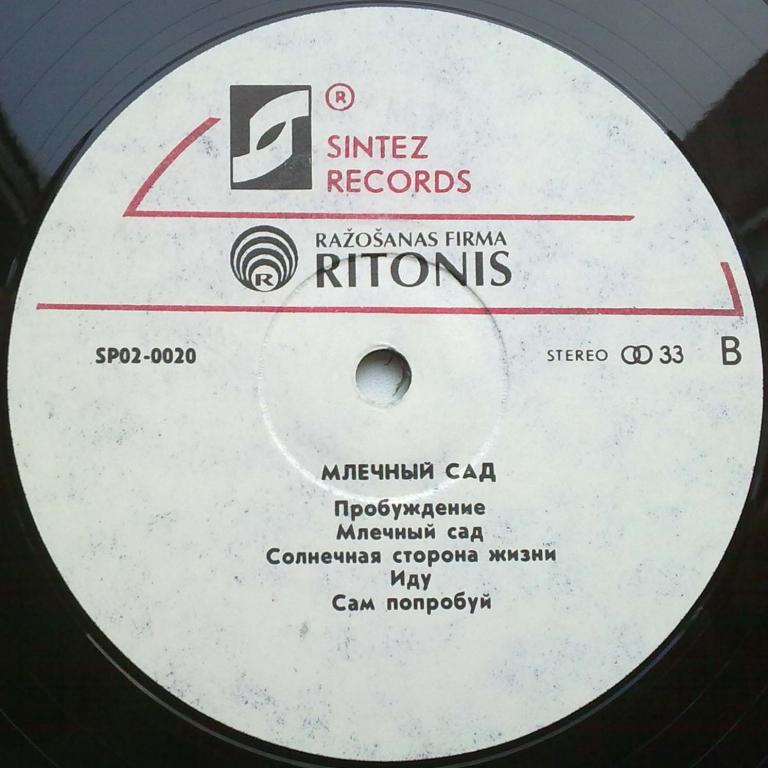 ®
SINTEZ
RECORDS
RAŽOŠANAS FIRMA
RITONIS
R
SP02-0020
STEREO 33 B
МЛЕЧНЫЙ САД
Пробуждение
Млечный сад
Солнечная сторона жизни
Иду
Сам попробуй